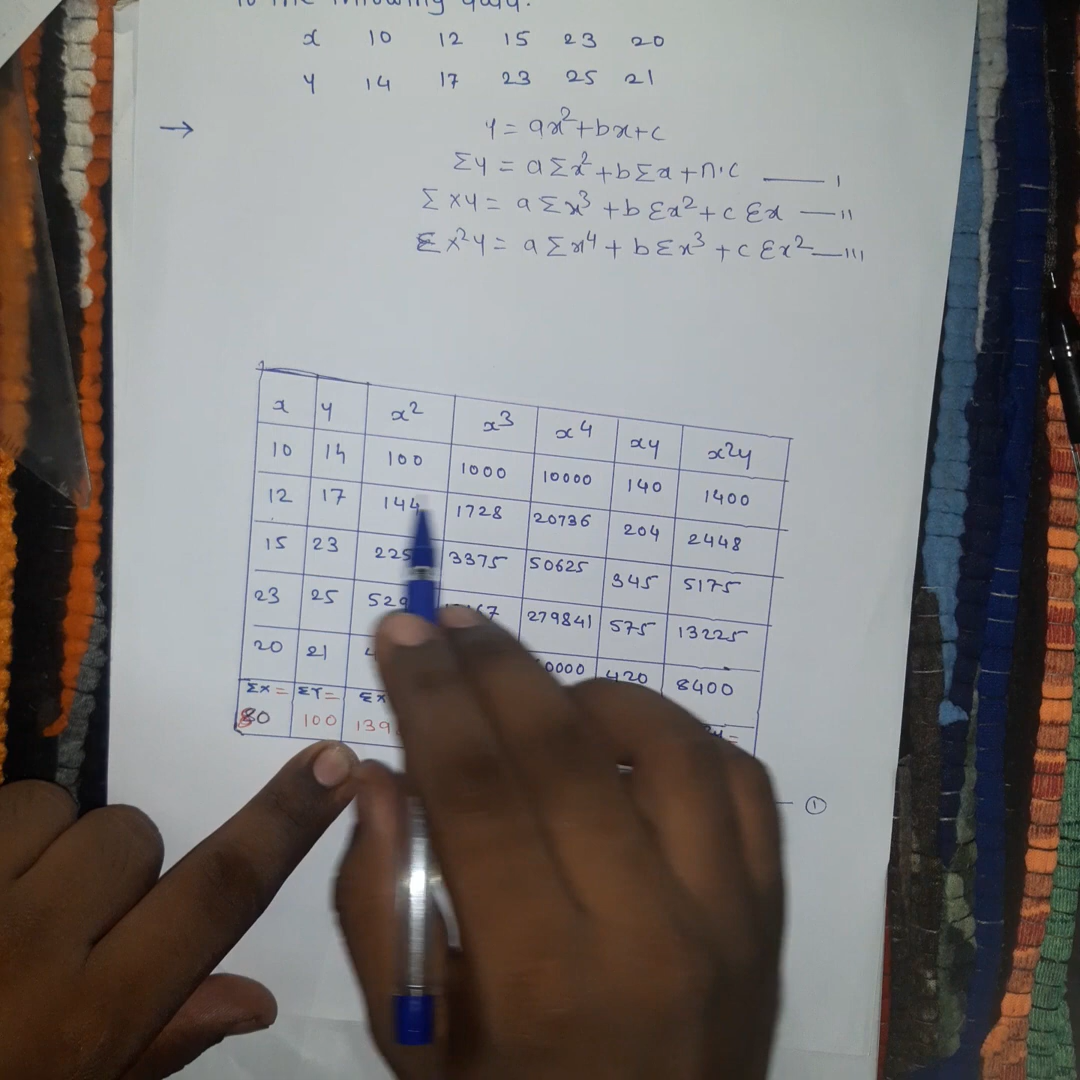 following
x 10 12 15 23 20
y 14 17 23 25 21
→ y = ax²+bx+c
Σy = aΣx²+bΣx+n.c —— I
Σxy = aΣx³+bΣx²+cΣx — II
Σx²y = aΣx⁴+bΣx³+cΣx² — III
x y x² x³ x⁴ xy x²y
10 14 100 1000 10000 140 1400
12 17 144 1728 20736 204 2448
15 23 225 3375 50625 345 5175
23 25 529 279841 575 13225
20 21 420 8400
Σx= Σy=
80 100
— ①